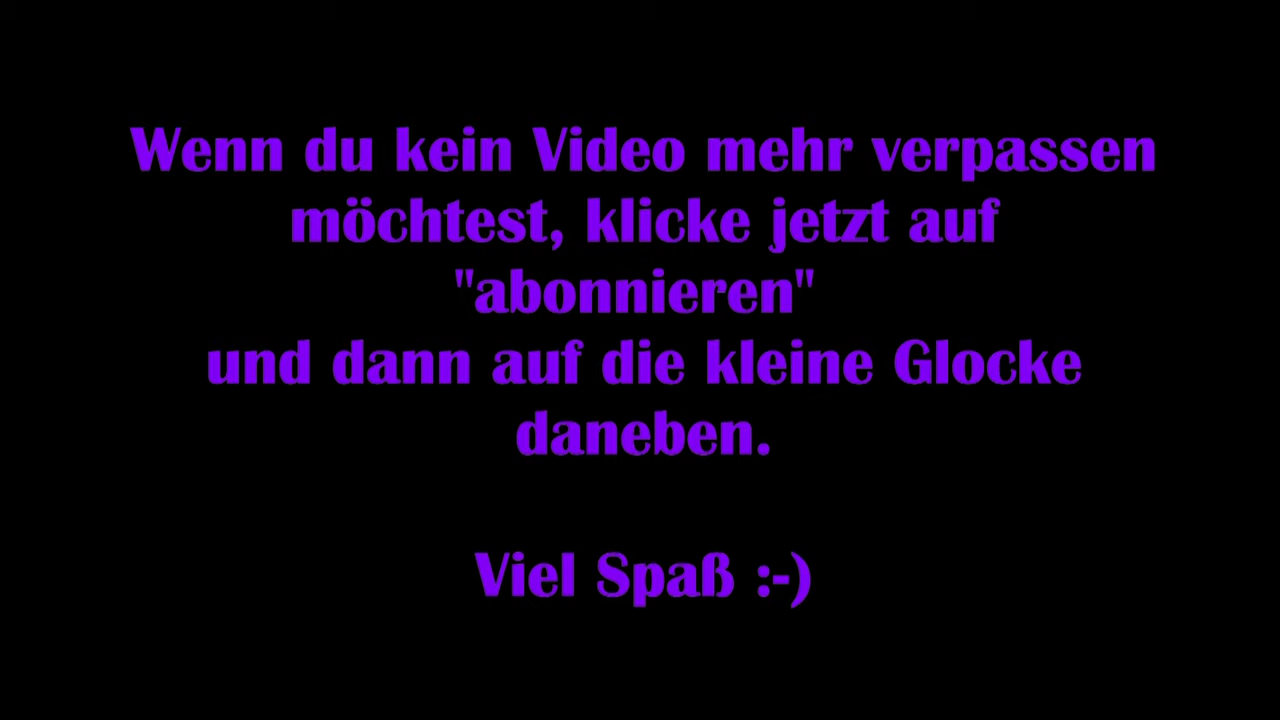 Wenn du kein Video mehr verpassen
möchtest, klicke jetzt auf
"abonnieren"
und dann auf die kleine Glocke
daneben.
Viel Spaß :-)